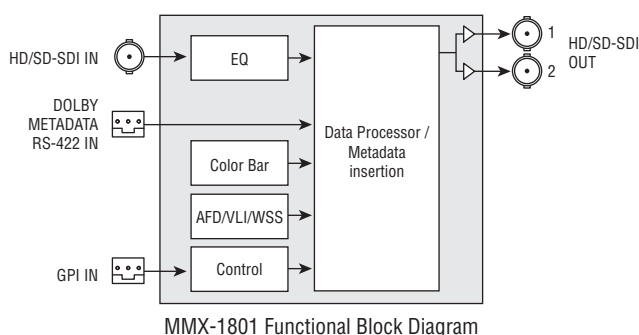 HD/SD-SDI IN
EQ
1
2
HD/SD-SDI
OUT
DOLBY
METADATA
RS-422 IN
Data Processor /
Metadata
insertion
Color Bar
AFD/VLI/WSS
GPI IN
Control
MMX-1801 Functional Block Diagram